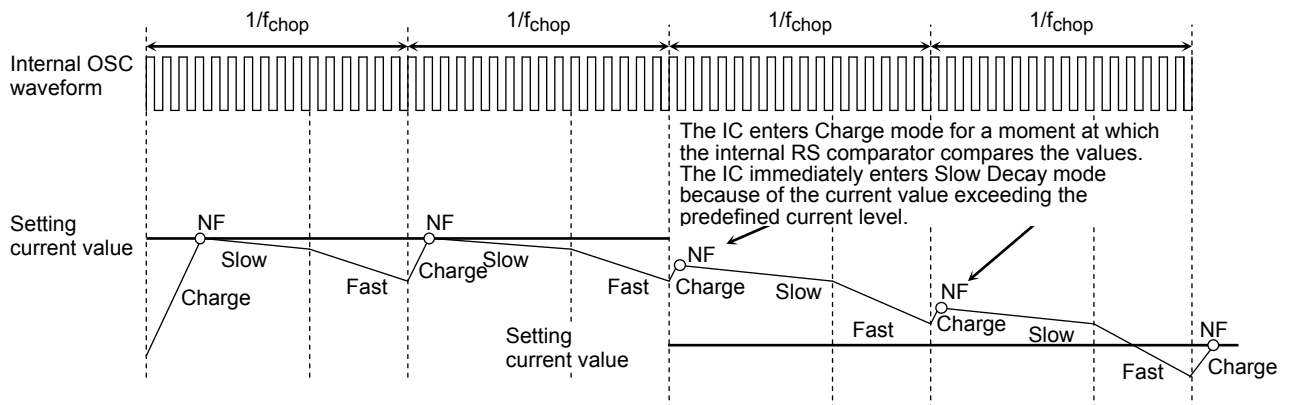 1/fchop 1/fchop 1/fchop 1/fchop
Internal OSC
waveform
The IC enters Charge mode for a moment at which
the internal RS comparator compares the values.
The IC immediately enters Slow Decay mode
because of the current value exceeding the
predefined current level.
Setting
current value
NF
Slow
Fast
Charge
NF
Charge
Slow
Fast
NF
Charge
Slow
Fast
NF
Charge
Slow
Fast
NF
Charge
Setting
current value